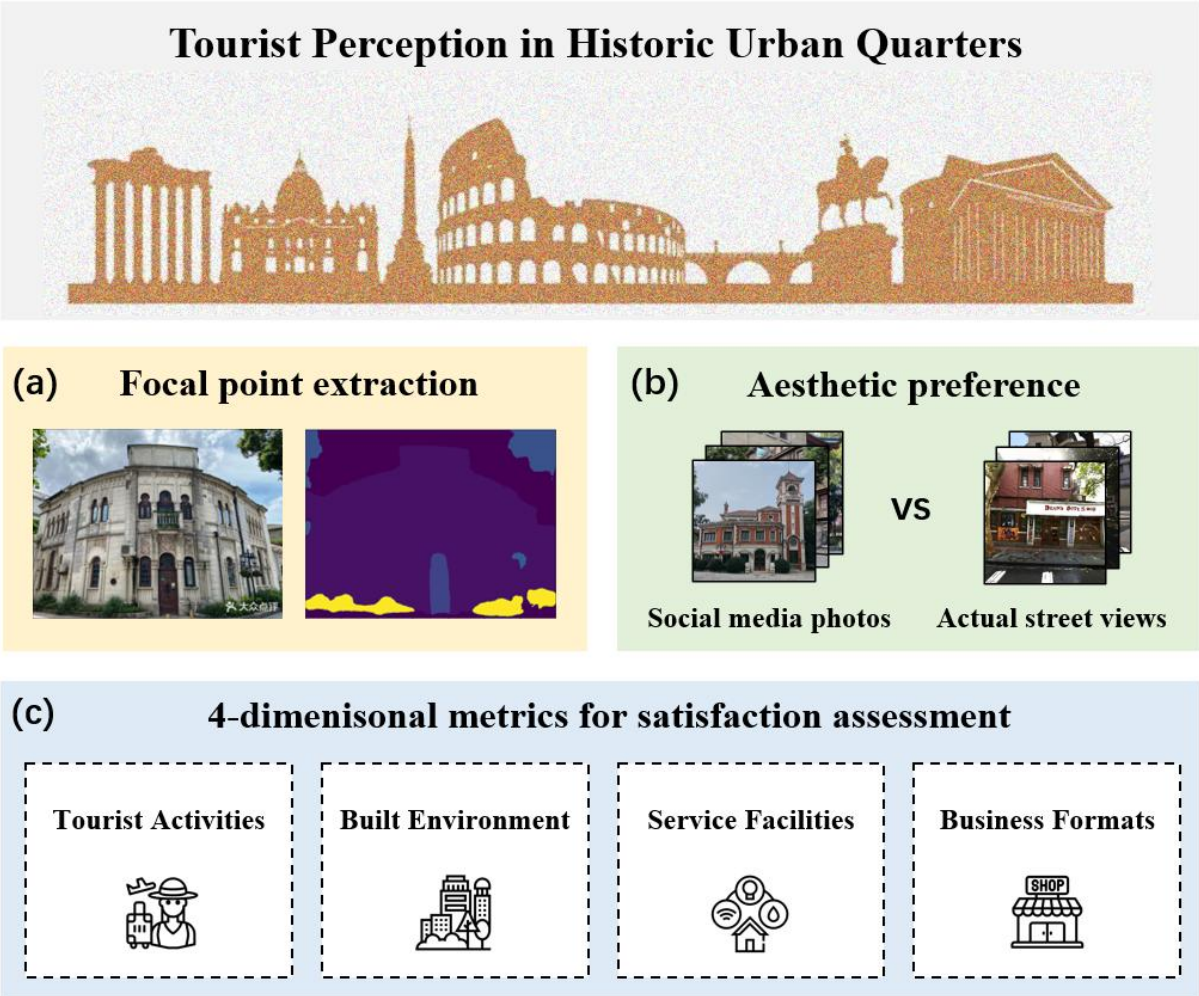 Tourist Perception in Historic Urban Quarters
(a) Focal point extraction
大众点评
(b) Aesthetic preference
VS
Social media photos
Actual street views
(c) 4-dimenisonal metrics for satisfaction assessment
Tourist Activities
Built Environment
Service Facilities
Business Formats
SHOP